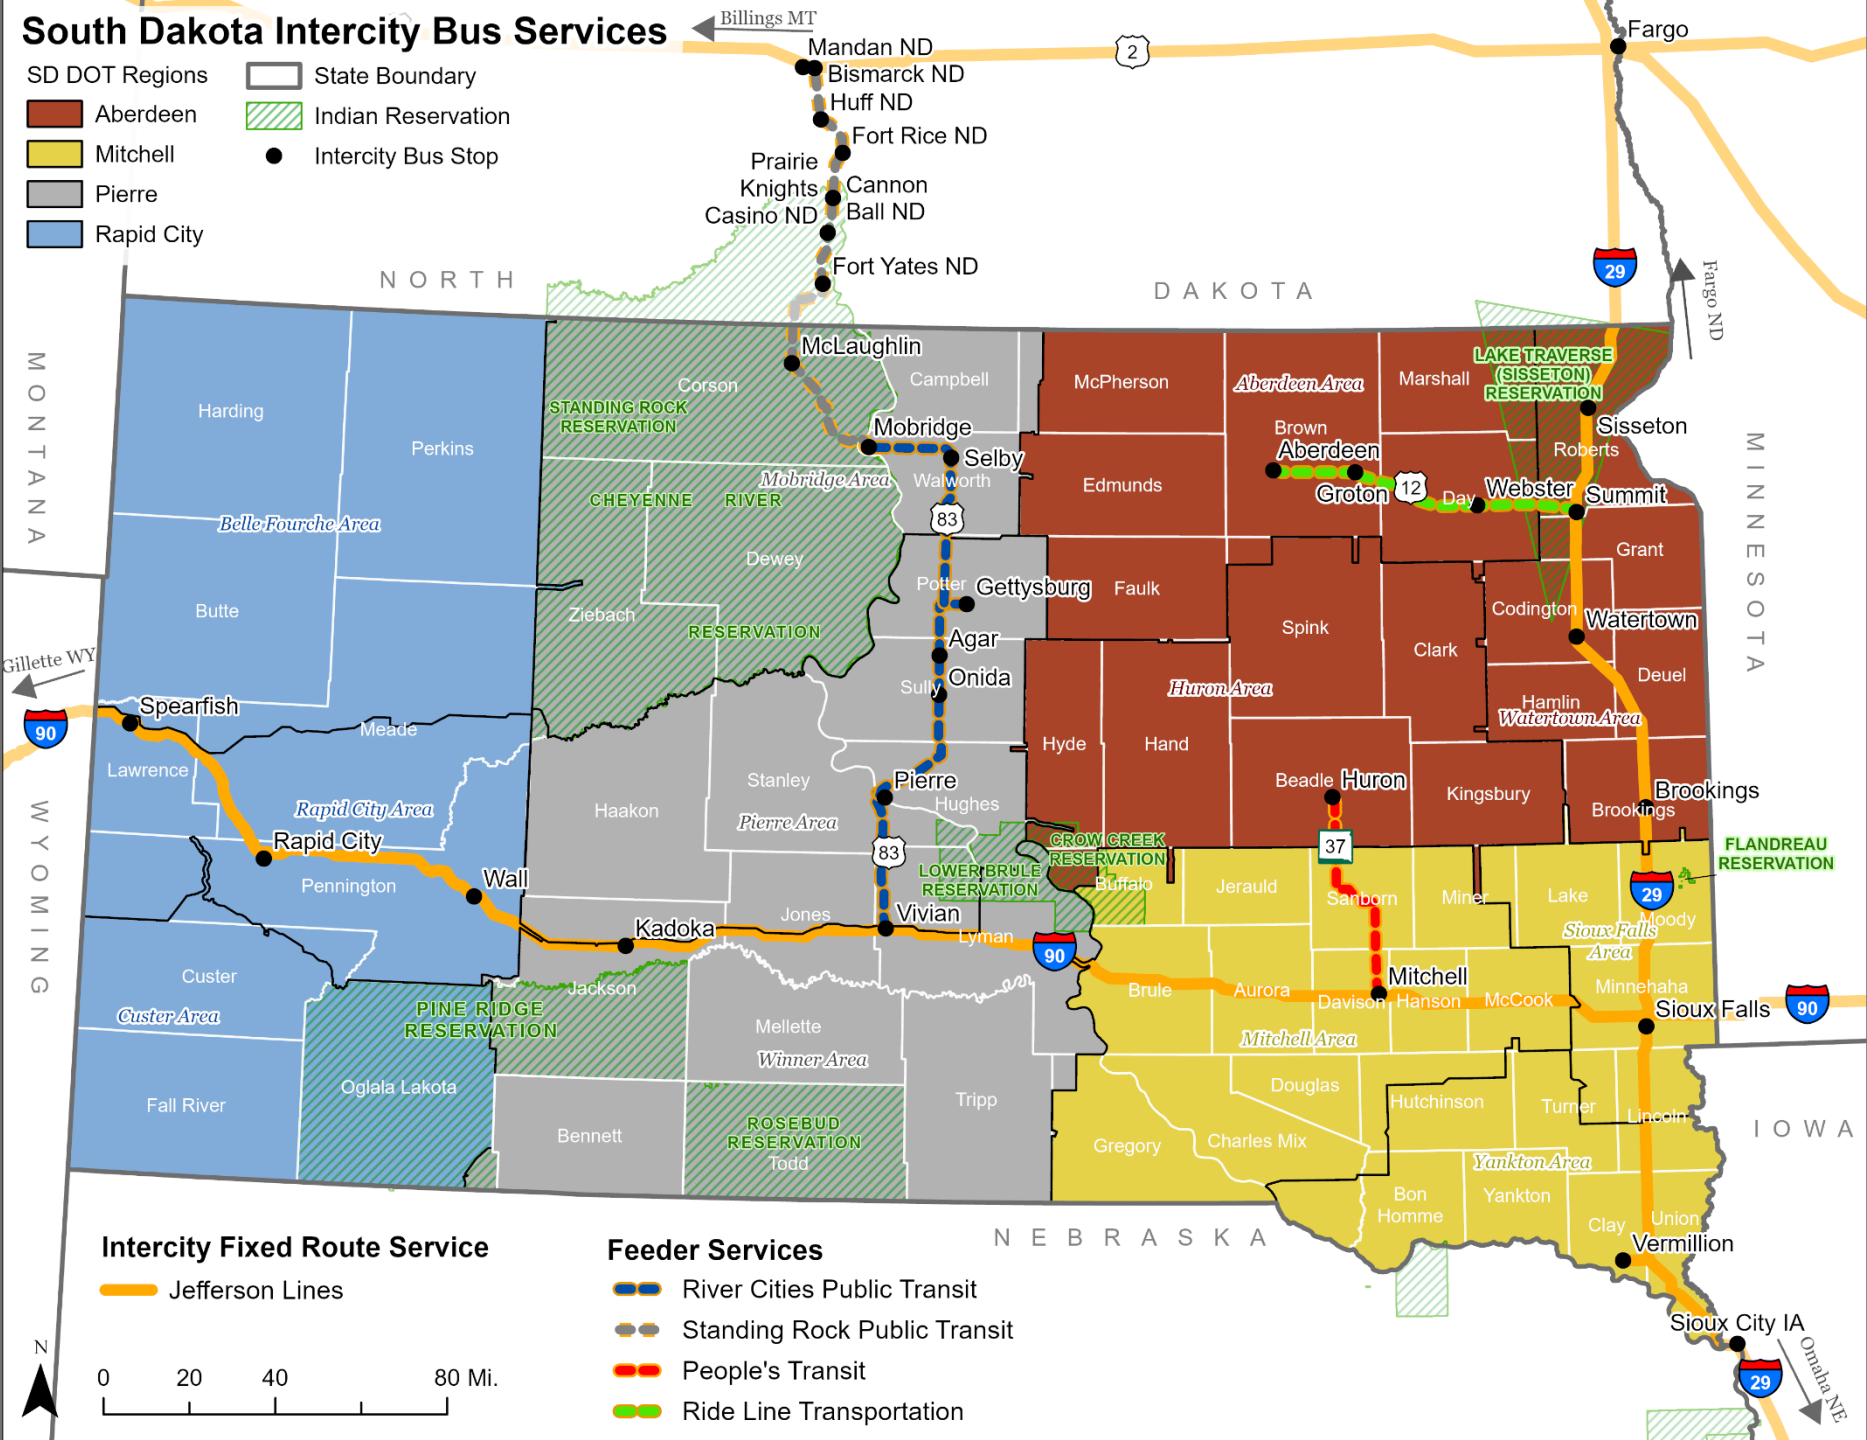 South Dakota Intercity Bus Services
SD DOT Regions
Aberdeen
Mitchell
Pierre
Rapid City
State Boundary
Indian Reservation
Intercity Bus Stop
Billings MT
Mandan ND
Bismarck ND
Huff ND
Fort Rice ND
Prairie
Knights
Casino ND
Cannon
Ball ND
Fort Yates ND
2
Fargo
29
Fargo ND
NORTH
DAKOTA
MONTANA
WYOMING
MINNESOTA
IOWA
NEBRASKA
Harding
Perkins
Belle Fourche Area
Butte
Gillette WY
90
Spearfish
Meade
Lawrence
Rapid City Area
Rapid City
Pennington
Wall
Custer
Custer Area
Fall River
Oglala Lakota
PINE RIDGE
RESERVATION
McLaughlin
Corson
STANDING ROCK
RESERVATION
Campbell
Mobridge
Selby
Walworth
Mobridge Area
CHEYENNE RIVER
RESERVATION
83
Dewey
Ziebach
Potter
Gettysburg
Agar
Onida
Sully
Haakon
Stanley
Pierre Area
Pierre
Hughes
83
LOWER BRULE
RESERVATION
CROW CREEK
RESERVATION
Jones
Vivian
Lyman
Kadoka
Jackson
90
Mellette
Winner Area
Tripp
Bennett
ROSEBUD
RESERVATION
Todd
McPherson
Aberdeen Area
Marshall
LAKE TRAVERSE
(SISSETON)
RESERVATION
Brown
Aberdeen
Groton
12
Day
Webster
Summit
Sisseton
Roberts
Edmunds
Grant
Faulk
Spink
Codington
Watertown
Clark
Deuel
Hamlin
Watertown Area
Huron Area
Hyde
Hand
Beadle
Huron
Kingsbury
Brookings
Brookings
FLANDREAU
RESERVATION
37
Buffalo
Jerauld
Sanborn
Miner
Lake
29
Moody
Sioux Falls
Area
Brule
Aurora
Davison
Mitchell
Hanson
McCook
Minnehaha
Sioux Falls
90
Mitchell Area
Douglas
Hutchinson
Turner
Lincoln
Gregory
Charles Mix
Yankton Area
Bon
Homme
Yankton
Clay
Union
Vermillion
Sioux City IA
29
Omaha NE
Intercity Fixed Route Service
Jefferson Lines
Feeder Services
River Cities Public Transit
Standing Rock Public Transit
People's Transit
Ride Line Transportation
N
0 20 40 80 Mi.